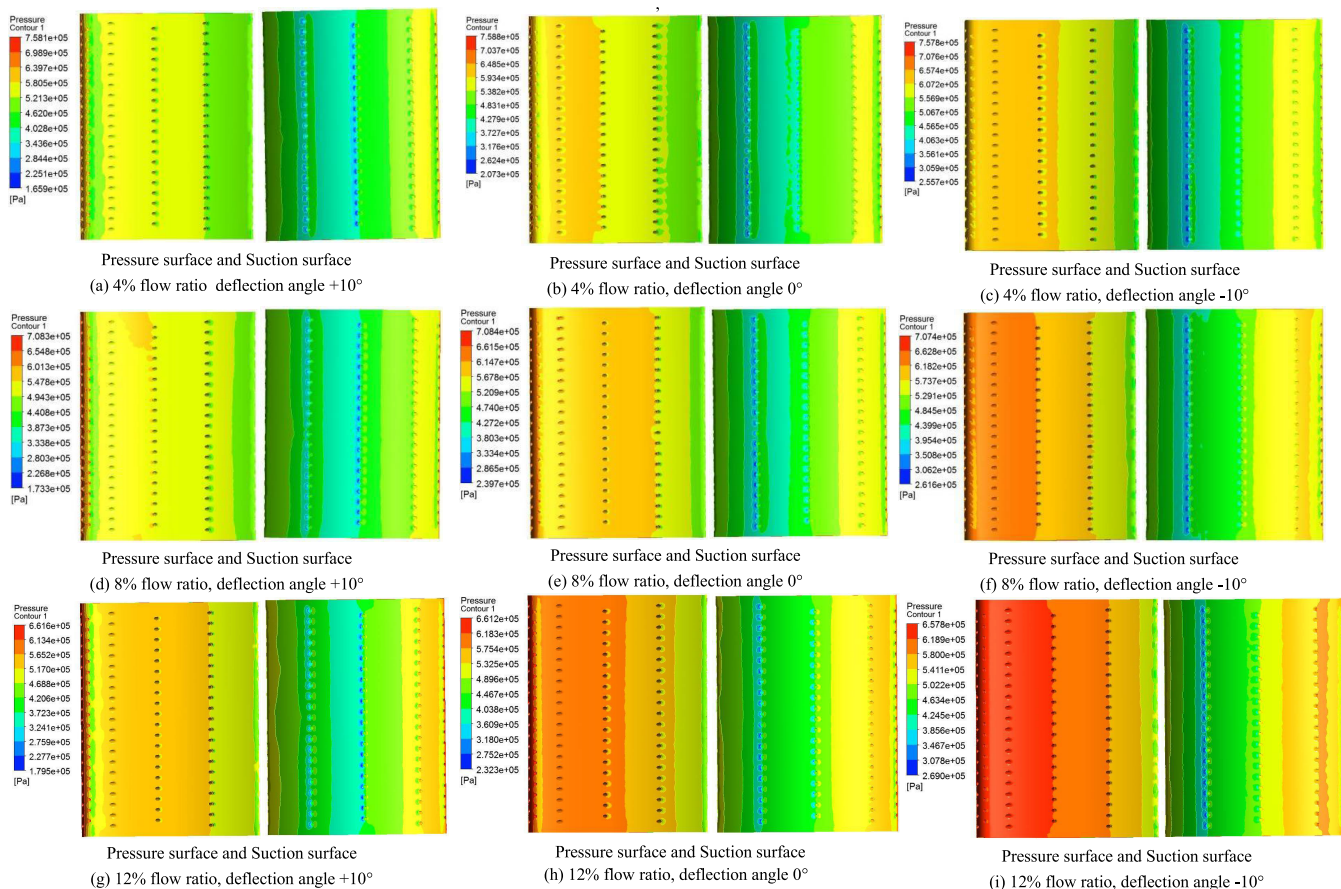 ,
Pressure
Contour 1
7.581e+05
6.989e+05
6.397e+05
5.805e+05
5.213e+05
4.620e+05
4.028e+05
3.436e+05
2.844e+05
2.251e+05
1.659e+05
[Pa]
Pressure surface and Suction surface
(a) 4% flow ratio deflection angle +10°
Pressure
Contour 1
7.588e+05
7.037e+05
6.485e+05
5.934e+05
5.382e+05
4.831e+05
4.279e+05
3.727e+05
3.176e+05
2.624e+05
2.073e+05
[Pa]
Pressure surface and Suction surface
(b) 4% flow ratio, deflection angle 0°
Pressure
Contour 1
7.578e+05
7.076e+05
6.574e+05
6.072e+05
5.569e+05
5.067e+05
4.565e+05
4.063e+05
3.561e+05
3.059e+05
2.557e+05
[Pa]
Pressure surface and Suction surface
(c) 4% flow ratio, deflection angle -10°
Pressure
Contour 1
7.083e+05
6.548e+05
6.013e+05
5.478e+05
4.943e+05
4.408e+05
3.873e+05
3.338e+05
2.803e+05
2.268e+05
1.733e+05
[Pa]
Pressure surface and Suction surface
(d) 8% flow ratio, deflection angle +10°
Pressure
Contour 1
7.084e+05
6.615e+05
6.147e+05
5.678e+05
5.209e+05
4.740e+05
4.272e+05
3.803e+05
3.334e+05
2.865e+05
2.397e+05
[Pa]
Pressure surface and Suction surface
(e) 8% flow ratio, deflection angle 0°
Pressure
Contour 1
7.074e+05
6.628e+05
6.182e+05
5.737e+05
5.291e+05
4.845e+05
4.399e+05
3.954e+05
3.508e+05
3.062e+05
2.616e+05
[Pa]
Pressure surface and Suction surface
(f) 8% flow ratio, deflection angle -10°
Pressure
Contour 1
6.616e+05
6.134e+05
5.652e+05
5.170e+05
4.688e+05
4.206e+05
3.723e+05
3.241e+05
2.759e+05
2.277e+05
1.795e+05
[Pa]
Pressure surface and Suction surface
(g) 12% flow ratio, deflection angle +10°
Pressure
Contour 1
6.612e+05
6.183e+05
5.754e+05
5.325e+05
4.896e+05
4.467e+05
4.038e+05
3.609e+05
3.180e+05
2.752e+05
2.323e+05
[Pa]
Pressure surface and Suction surface
(h) 12% flow ratio, deflection angle 0°
Pressure
Contour 1
6.578e+05
6.189e+05
5.800e+05
5.411e+05
5.022e+05
4.634e+05
4.245e+05
3.856e+05
3.467e+05
3.078e+05
2.690e+05
[Pa]
Pressure surface and Suction surface
(i) 12% flow ratio, deflection angle -10°